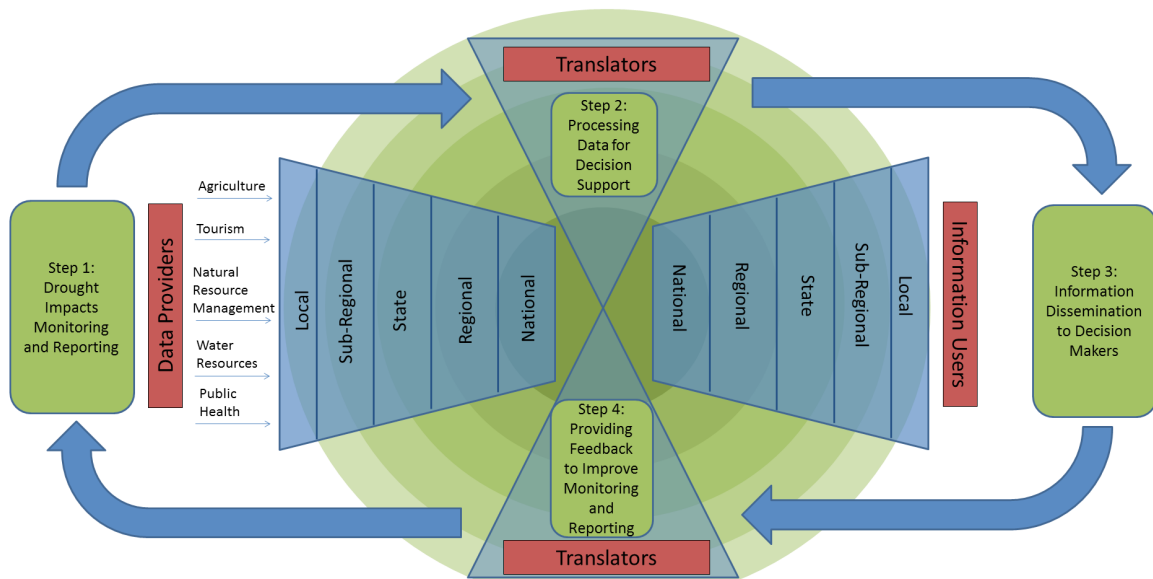 Translators
Step 2:
Processing
Data for
Decision
Support
Step 1:
Drought
Impacts
Monitoring
and Reporting
Data Providers
Agriculture
Tourism
Natural
Resource
Management
Water
Resources
Public
Health
Local
Sub-Regional
State
Regional
National
National
Regional
State
Sub-Regional
Local
Information Users
Step 3:
Information
Dissemination
to Decision
Makers
Step 4:
Providing
Feedback
to Improve
Monitoring
and
Reporting
Translators